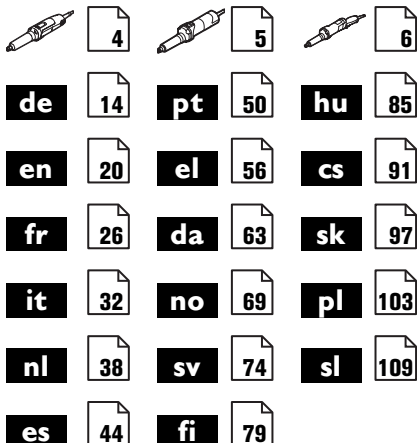 4 5 6
de 14 pt 50 hu 85
en 20 el 56 cs 91
fr 26 da 63 sk 97
it 32 no 69 pl 103
nl 38 sv 74 sl 109
es 44 fi 79